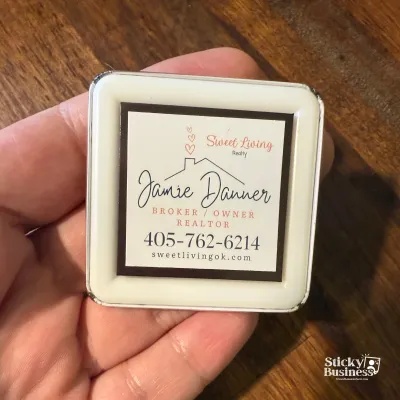 Sweet Living
Realty
Jamie Danner
BROKER / OWNER
REALTOR
405-762-6214
sweetlivingok.com
Sticky
Business